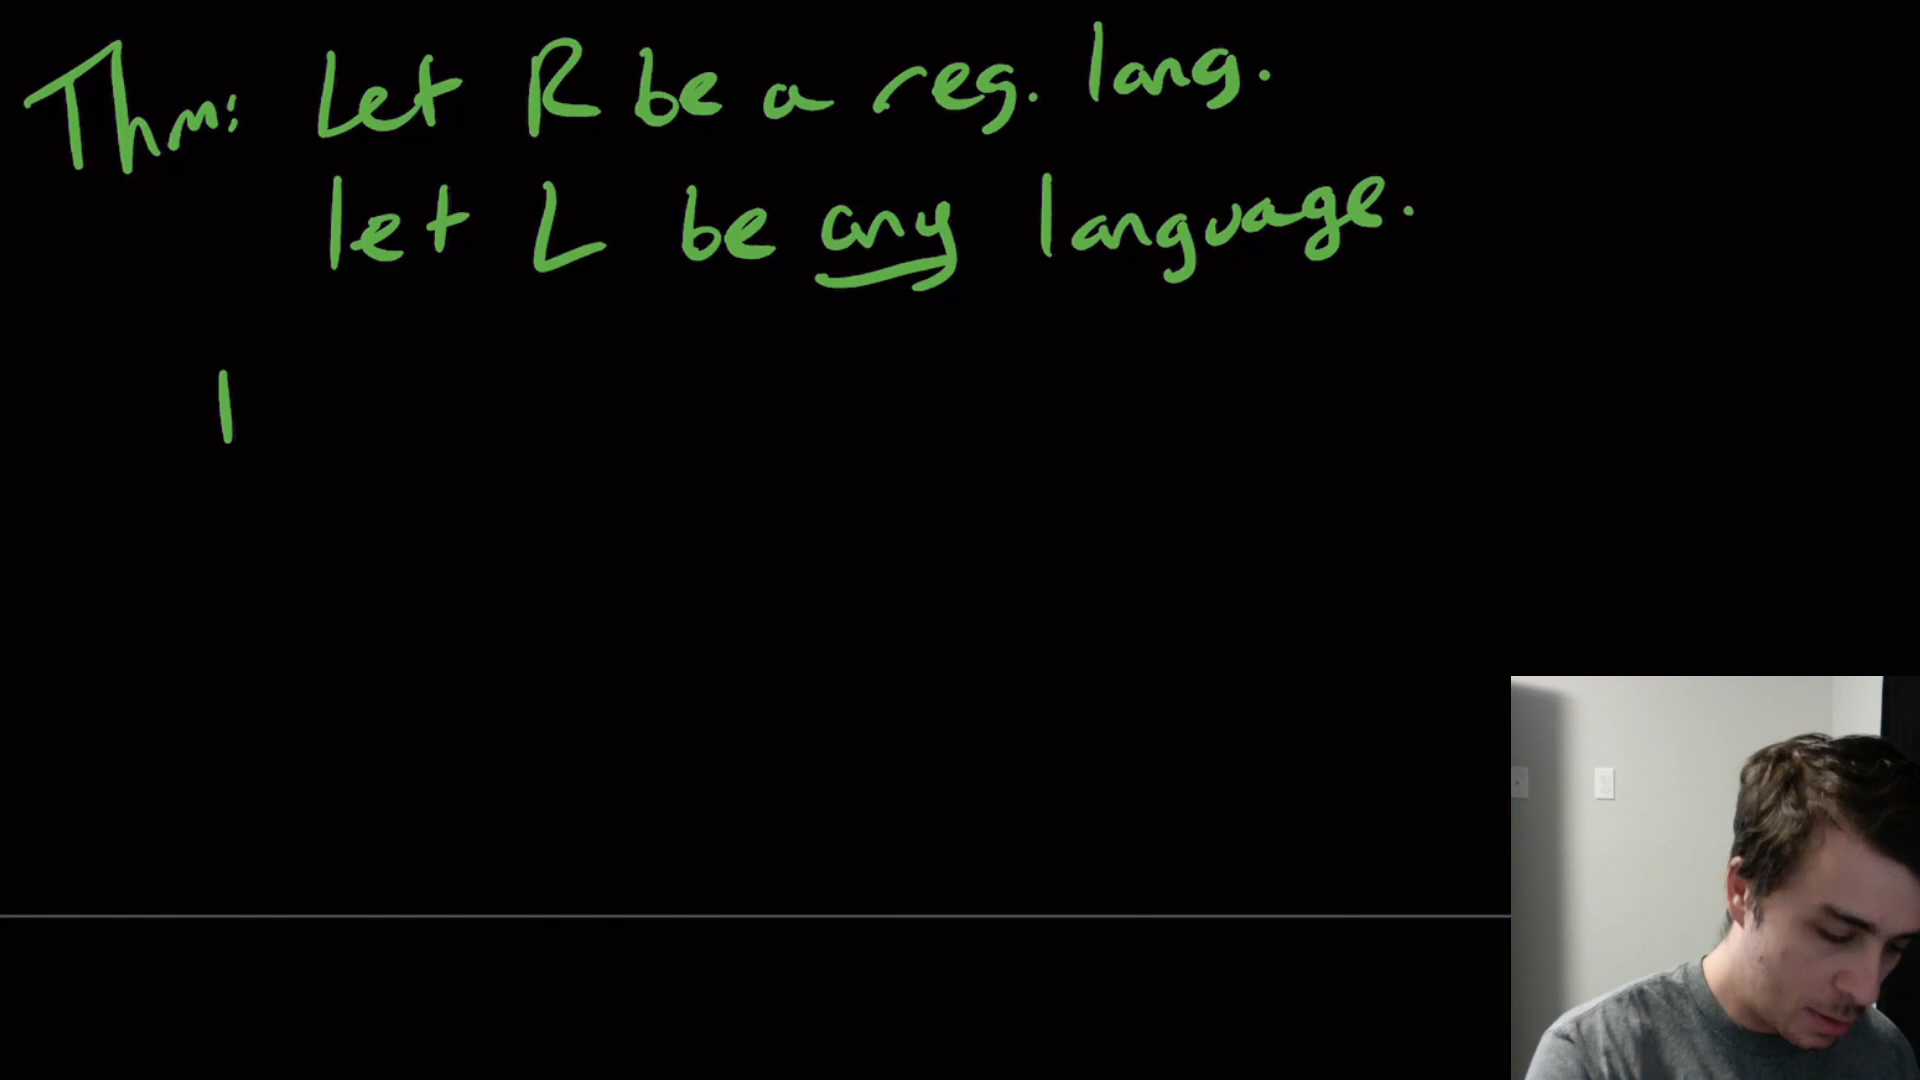 Thm: Let R be a reg. lang.
let L be any language.